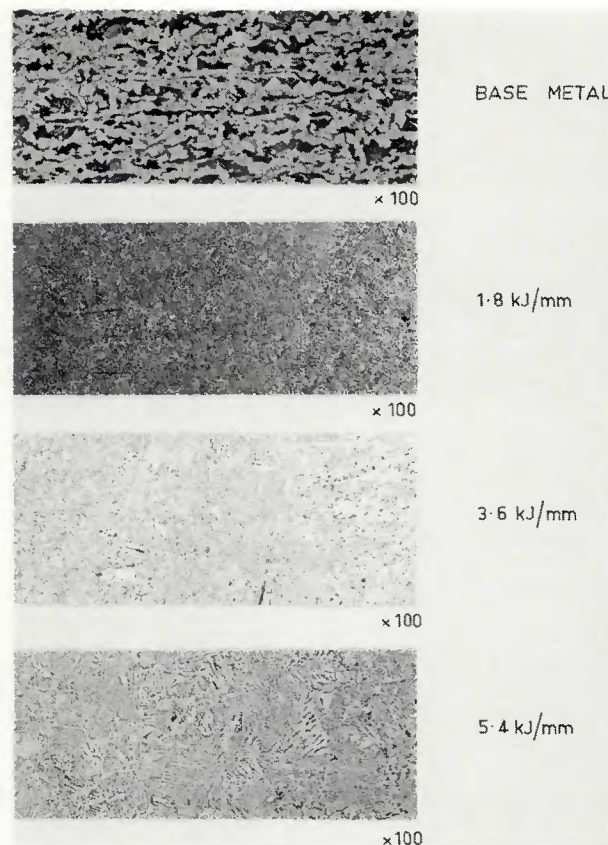 BASE METAL
× 100
1·8 kJ/mm
× 100
3·6 kJ/mm
×100
5·4 kJ/mm
×100